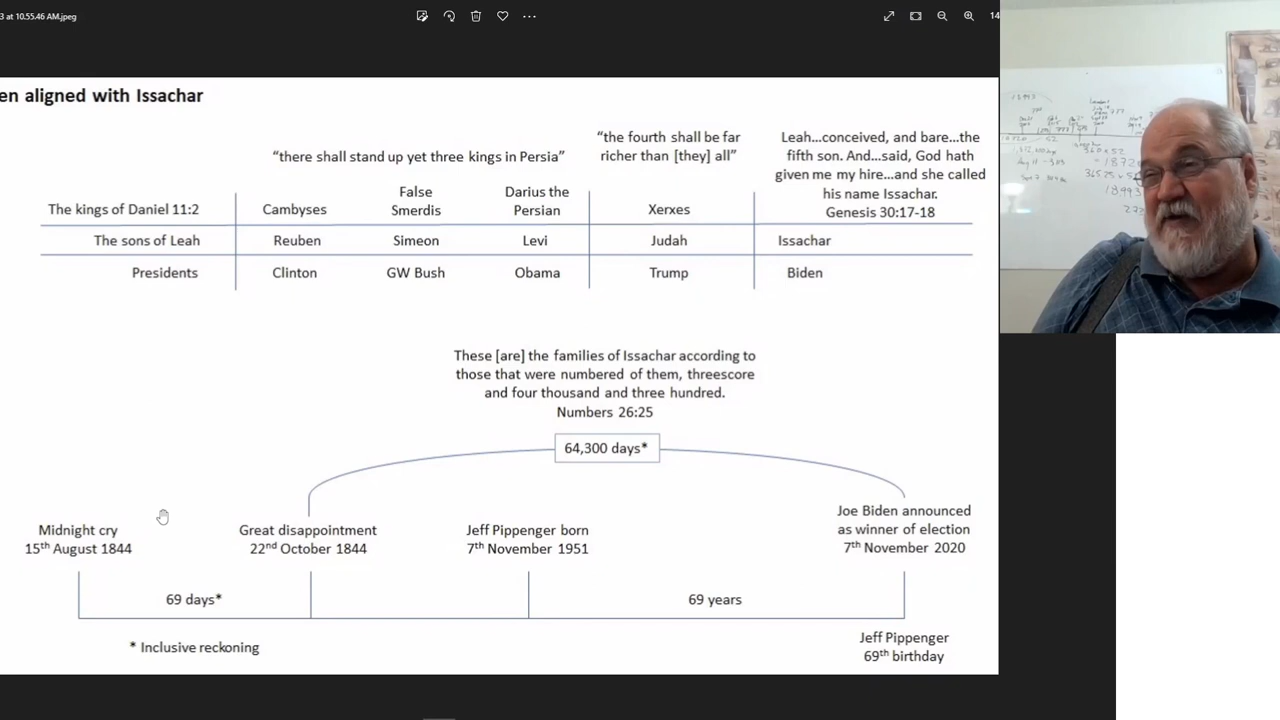 3 at 10.55.46 AM.jpeg
14
en aligned with Issachar
"there shall stand up yet three kings in Persia"
"the fourth shall be far
richer than [they] all"
Leah...conceived, and bare...the
fifth son. And...said, God hath
given me my hire...and she called
his name Issachar.
Genesis 30:17-18
The kings of Daniel 11:2
Cambyses
False
Smerdis
Darius the
Persian
Xerxes
The sons of Leah
Reuben
Simeon
Levi
Judah
Issachar
Presidents
Clinton
GW Bush
Obama
Trump
Biden
These [are] the families of Issachar according to
those that were numbered of them, threescore
and four thousand and three hundred.
Numbers 26:25
64,300 days*
Midnight cry
15th August 1844
Great disappointment
22nd October 1844
Jeff Pippenger born
7th November 1951
Joe Biden announced
as winner of election
7th November 2020
69 days*
69 years
* Inclusive reckoning
Jeff Pippenger
69th birthday
360 x 52